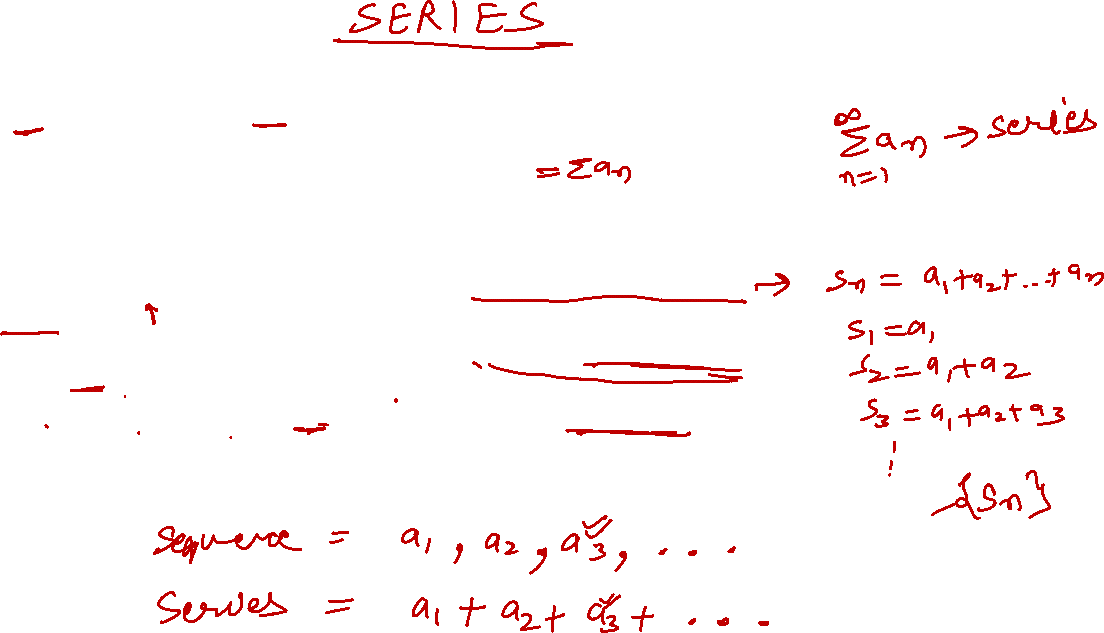 SERIES
∞
∑ aₙ → series
n=1
= Σaₙ
→ sₙ = a₁+a₂+...+aₙ
s₁ = a₁
s₂ = a₁+a₂
s₃ = a₁+a₂+a₃
⋮
{sₙ}
sequence = a₁, a₂, a₃, ...
Series = a₁ + a₂ + a₃ + ...